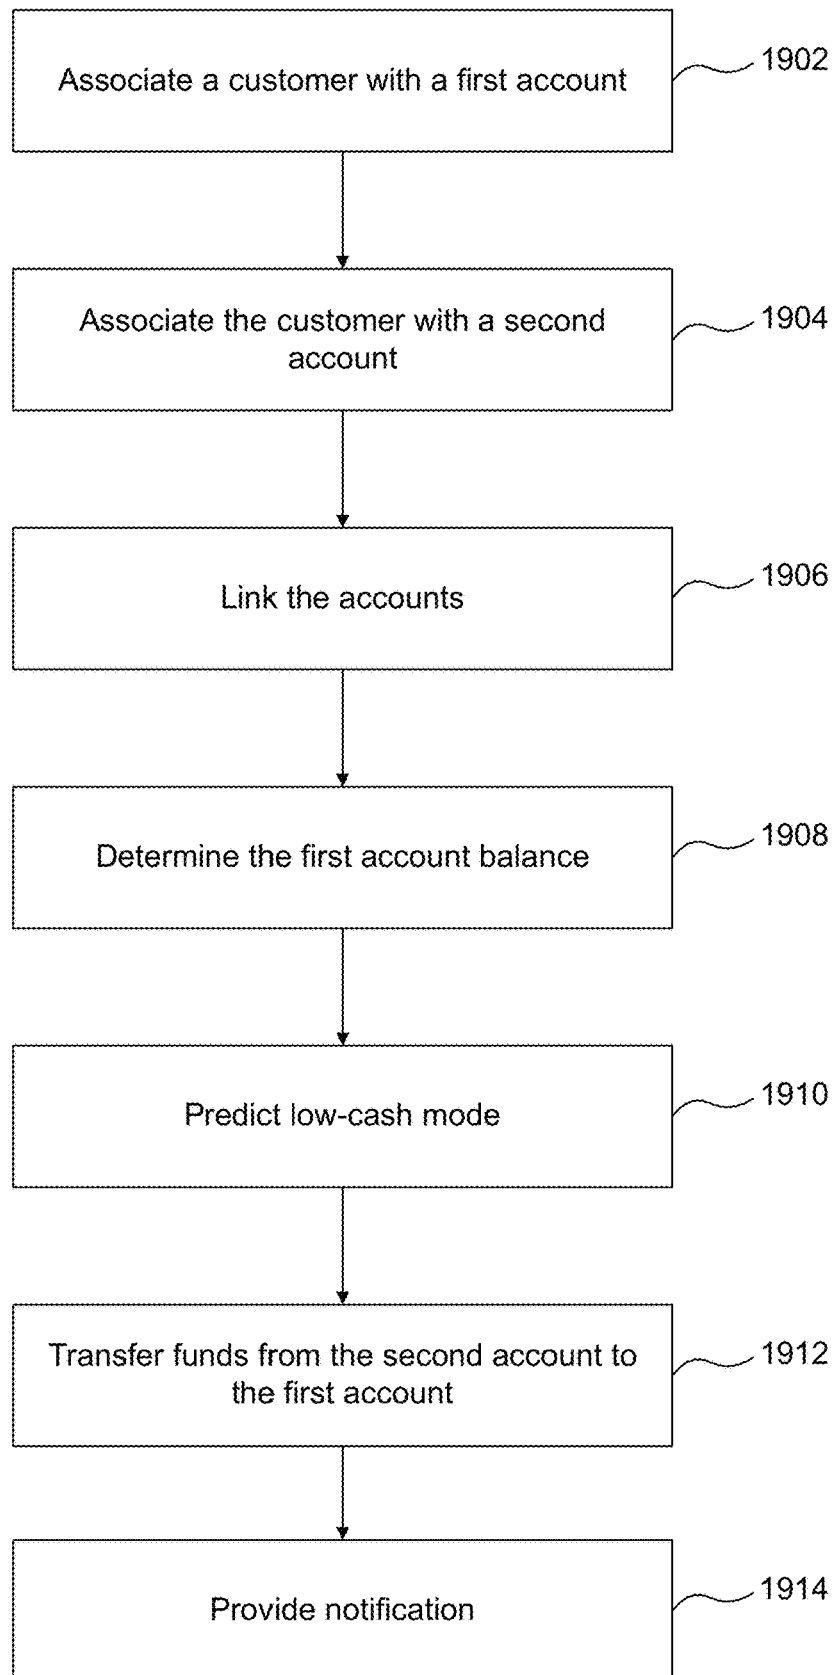 Associate a customer with a first account
1902
Associate the customer with a second
account
1904
Link the accounts
1906
Determine the first account balance
1908
Predict low-cash mode
1910
Transfer funds from the second account to
the first account
1912
Provide notification
1914